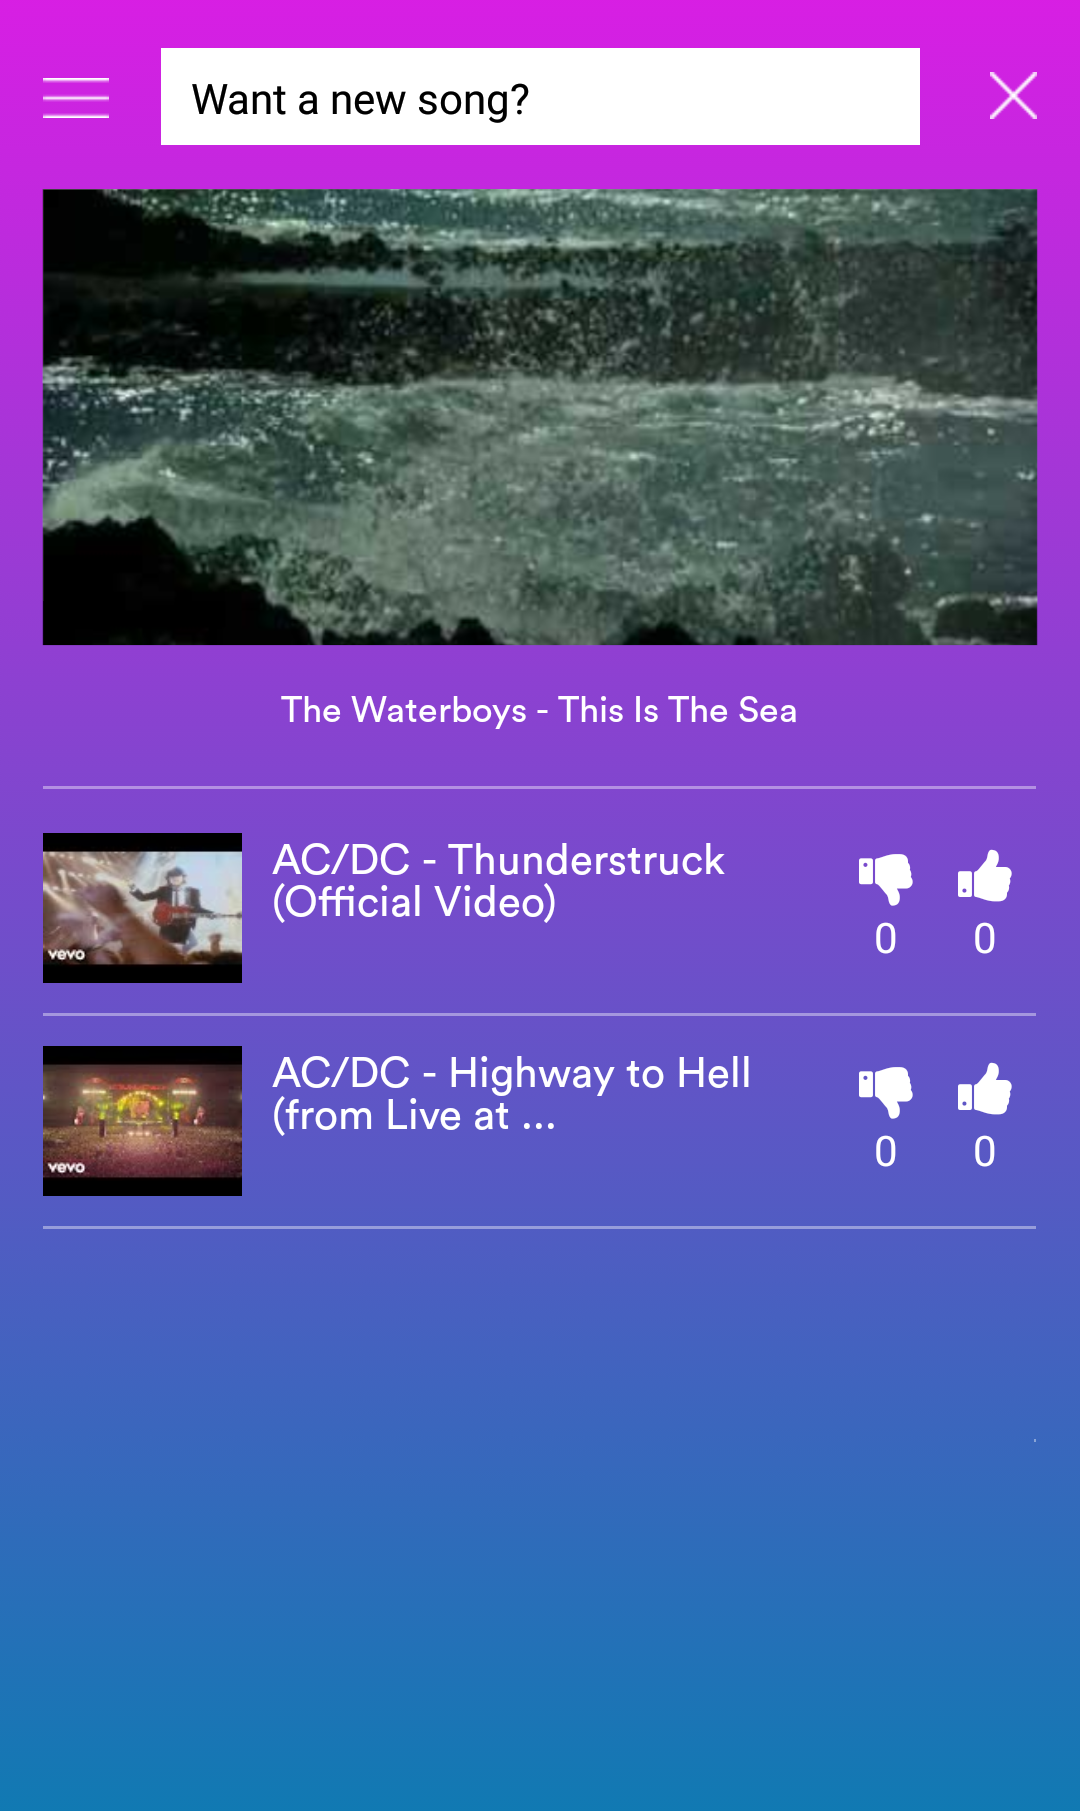 Want a new song?
The Waterboys - This Is The Sea
AC/DC - Thunderstruck
(Official Video)
vevo
0 0
AC/DC - Highway to Hell
(from Live at ...
vevo
0 0